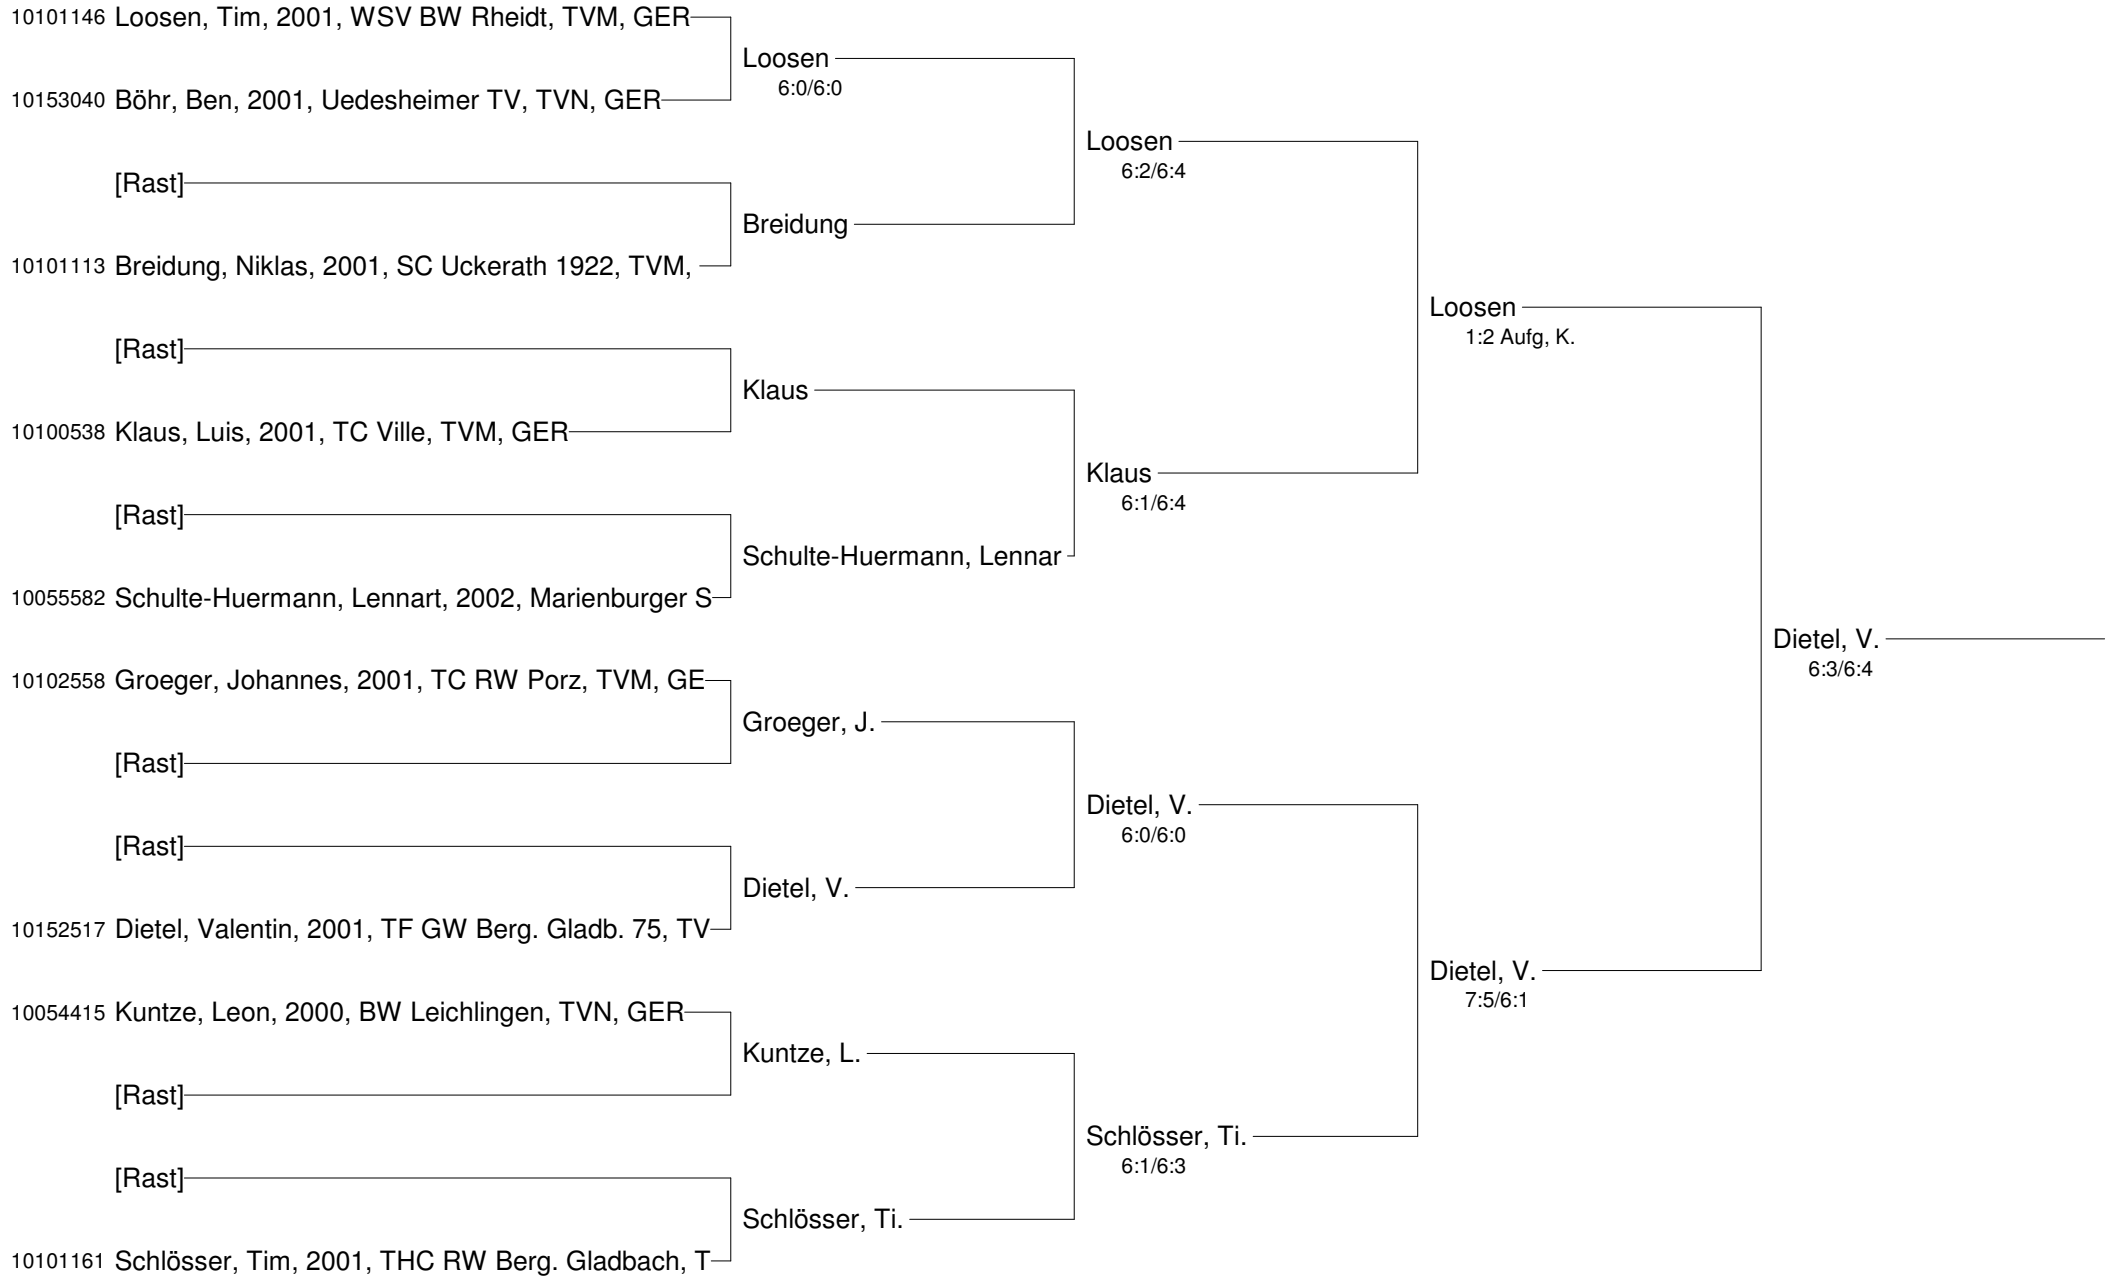 10101146 Loosen, Tim, 2001, WSV BW Rheidt, TVM, GER
Loosen
6:0/6:0
10153040 Böhr, Ben, 2001, Uedesheimer TV, TVN, GER
Loosen
6:2/6:4
[Rast]
Breidung
10101113 Breidung, Niklas, 2001, SC Uckerath 1922, TVM,
Loosen
1:2 Aufg, K.
[Rast]
Klaus
10100538 Klaus, Luis, 2001, TC Ville, TVM, GER
Klaus
6:1/6:4
[Rast]
Schulte-Huermann, Lennar
10055582 Schulte-Huermann, Lennart, 2002, Marienburger S
Dietel, V.
6:3/6:4
10102558 Groeger, Johannes, 2001, TC RW Porz, TVM, GE
Groeger, J.
[Rast]
Dietel, V.
6:0/6:0
[Rast]
Dietel, V.
10152517 Dietel, Valentin, 2001, TF GW Berg. Gladb. 75, TV
Dietel, V.
7:5/6:1
10054415 Kuntze, Leon, 2000, BW Leichlingen, TVN, GER
Kuntze, L.
[Rast]
Schlösser, Ti.
6:1/6:3
[Rast]
Schlösser, Ti.
10101161 Schlösser, Tim, 2001, THC RW Berg. Gladbach, T